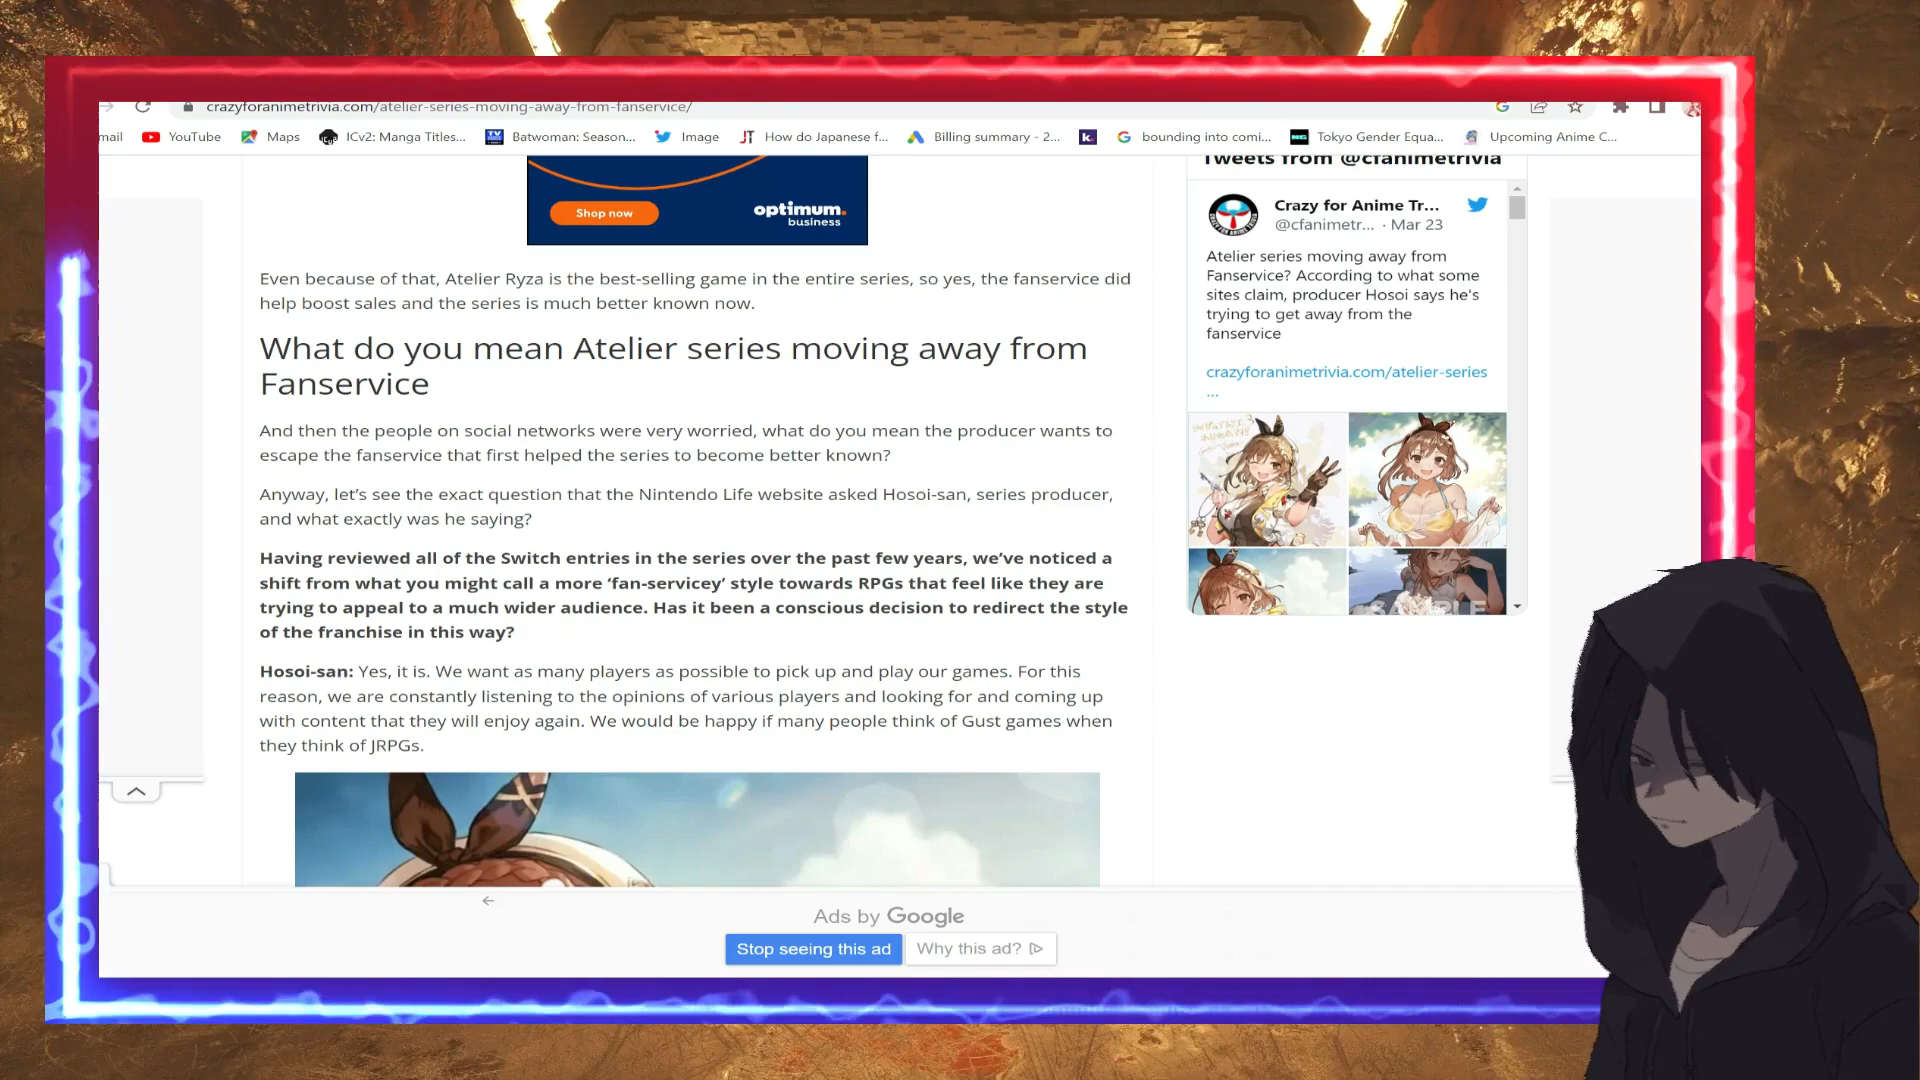 crazyforanimetrivia.com/atelier-series-moving-away-from-fanservice/
mail YouTube Maps ICv2: Manga Titles... Batwoman: Season... Image How do Japanese f... Billing summary - 2... k. bounding into comi... Tokyo Gender Equa... Upcoming Anime C...
Shop now
optimum.
business
Even because of that, Atelier Ryza is the best-selling game in the entire series, so yes, the fanservice did
help boost sales and the series is much better known now.
What do you mean Atelier series moving away from
Fanservice
And then the people on social networks were very worried, what do you mean the producer wants to
escape the fanservice that first helped the series to become better known?
Anyway, let’s see the exact question that the Nintendo Life website asked Hosoi-san, series producer,
and what exactly was he saying?
Having reviewed all of the Switch entries in the series over the past few years, we’ve noticed a
shift from what you might call a more ‘fan-servicey’ style towards RPGs that feel like they are
trying to appeal to a much wider audience. Has it been a conscious decision to redirect the style
of the franchise in this way?
Hosoi-san: Yes, it is. We want as many players as possible to pick up and play our games. For this
reason, we are constantly listening to the opinions of various players and looking for and coming up
with content that they will enjoy again. We would be happy if many people think of Gust games when
they think of JRPGs.
Tweets from @cfanimetrivia
Crazy for Anime Tr...
@cfanimetr... · Mar 23
Atelier series moving away from
Fanservice? According to what some
sites claim, producer Hosoi says he's
trying to get away from the
fanservice
crazyforanimetrivia.com/atelier-series
...
SAMPLE
Ads by Google
Stop seeing this ad
Why this ad?